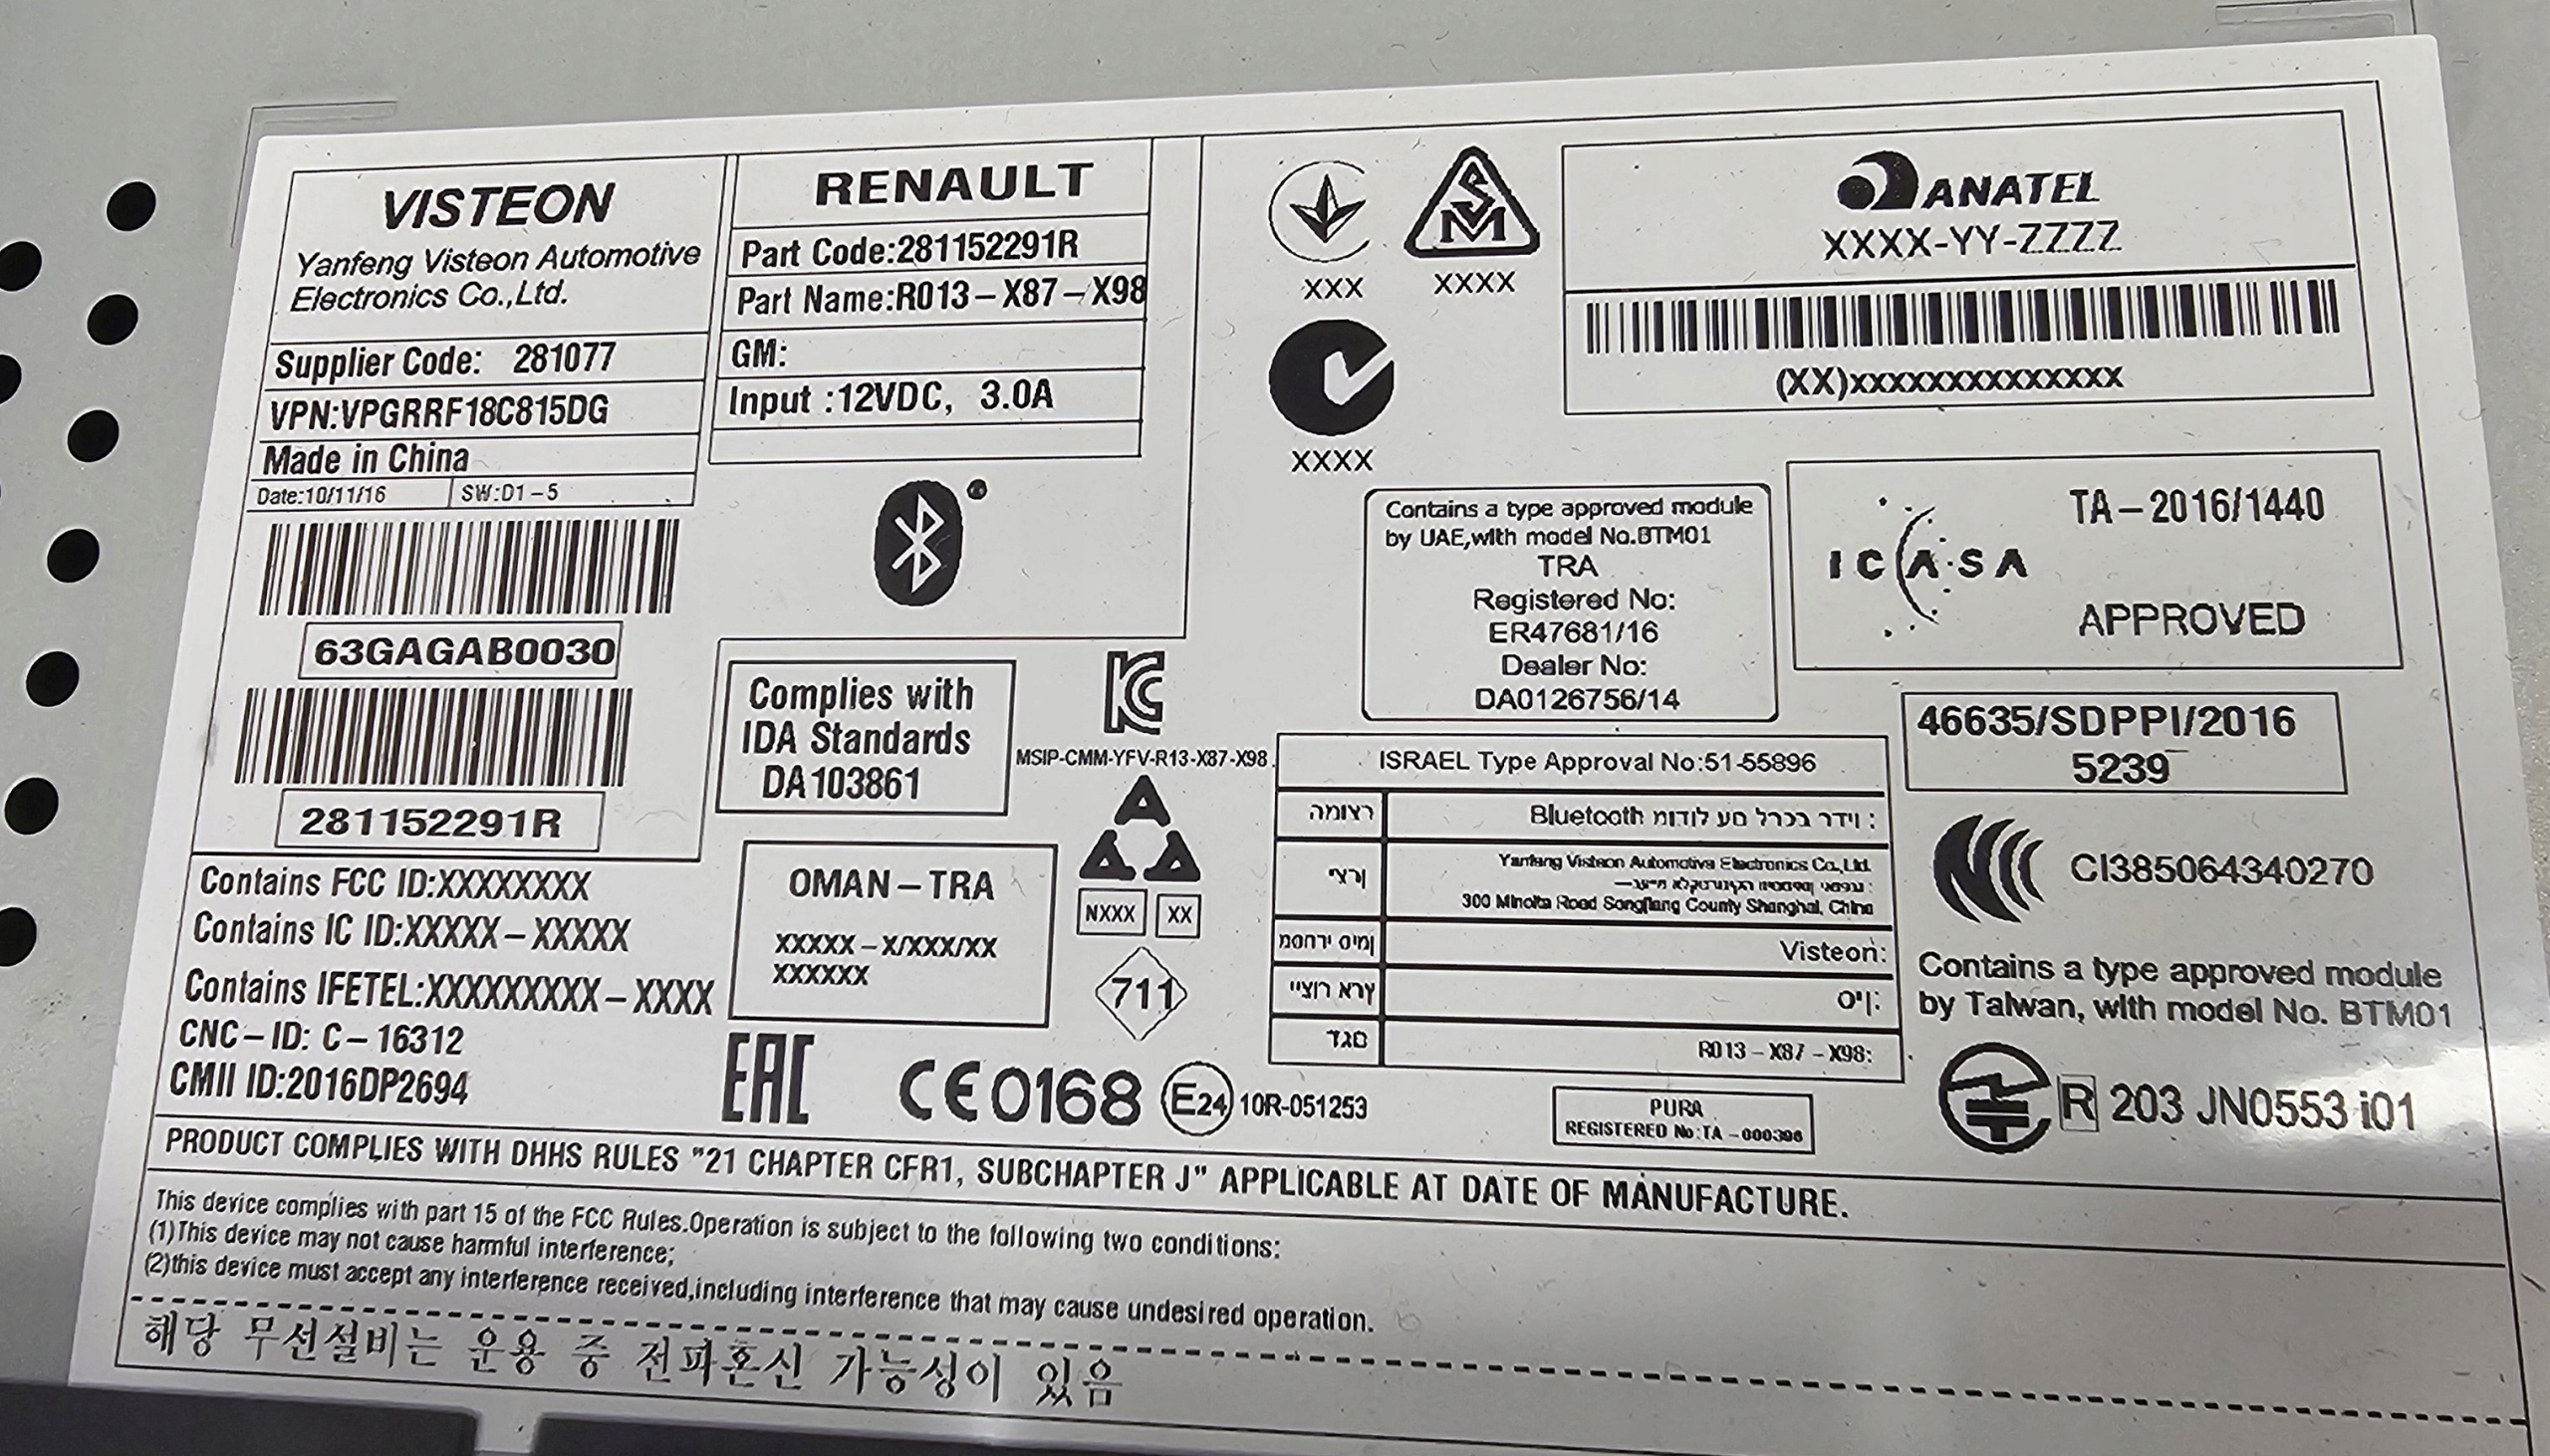 VISTEON
Yanfeng Visteon Automotive
Electronics Co.,Ltd.
Supplier Code: 281077
VPN:VPGRRF18C815DG
Made in China
Date:10/11/16 SW:D1-5
63GAGAB0030
281152291R
RENAULT
Part Code:281152291R
Part Name:R013-X87-X98
GM:
Input :12VDC, 3.0A
Contains FCC ID:XXXXXXXX
Contains IC ID:XXXXX-XXXXX
Contains IFETEL:XXXXXXXXX-XXXX
CNC-ID: C-16312
CMII ID:2016DP2694
Complies with
IDA Standards
DA103861
OMAN-TRA
XXXXX-X/XXX/XX
XXXXXX
MSIP-CMM-YFV-R13-X87-X98
NXXX XX
711
EAC
CE0168
E24 10R-051253
XXX
SM
XXXX
XXXX
ANATEL
XXXX-YY-ZZZZ
(XX)xxxxxxxxxxxxxx
Contains a type approved module
by UAE,with model No.BTM01
TRA
Registered No:
ER47681/16
Dealer No:
DA0126756/14
ICASA
TA-2016/1440
APPROVED
46635/SDPPI/2016
5239
ISRAEL Type Approval No:51-55896
רצומה
Bluetooth וידר בכרל סע לודומ :
ןרצי
Yanfeng Visteon Automotive Electronics Co,Ltd.
300 Minolta Road Songjiang County Shanghai, China
Visteon:
R013-X87-X98:
PURA
REGISTERED No:TA-000396
CI385064340270
Contains a type approved module
by Taiwan, with model No. BTM01
R 203 JN0553 i01
PRODUCT COMPLIES WITH DHHS RULES "21 CHAPTER CFR1, SUBCHAPTER J" APPLICABLE AT DATE OF MANUFACTURE.
This device complies with part 15 of the FCC Rules.Operation is subject to the following two conditions:
(1)This device may not cause harmful interference;
(2)this device must accept any interference received,including interference that may cause undesired operation.
해당 무선설비는 운용 중 전파혼신 가능성이 있음